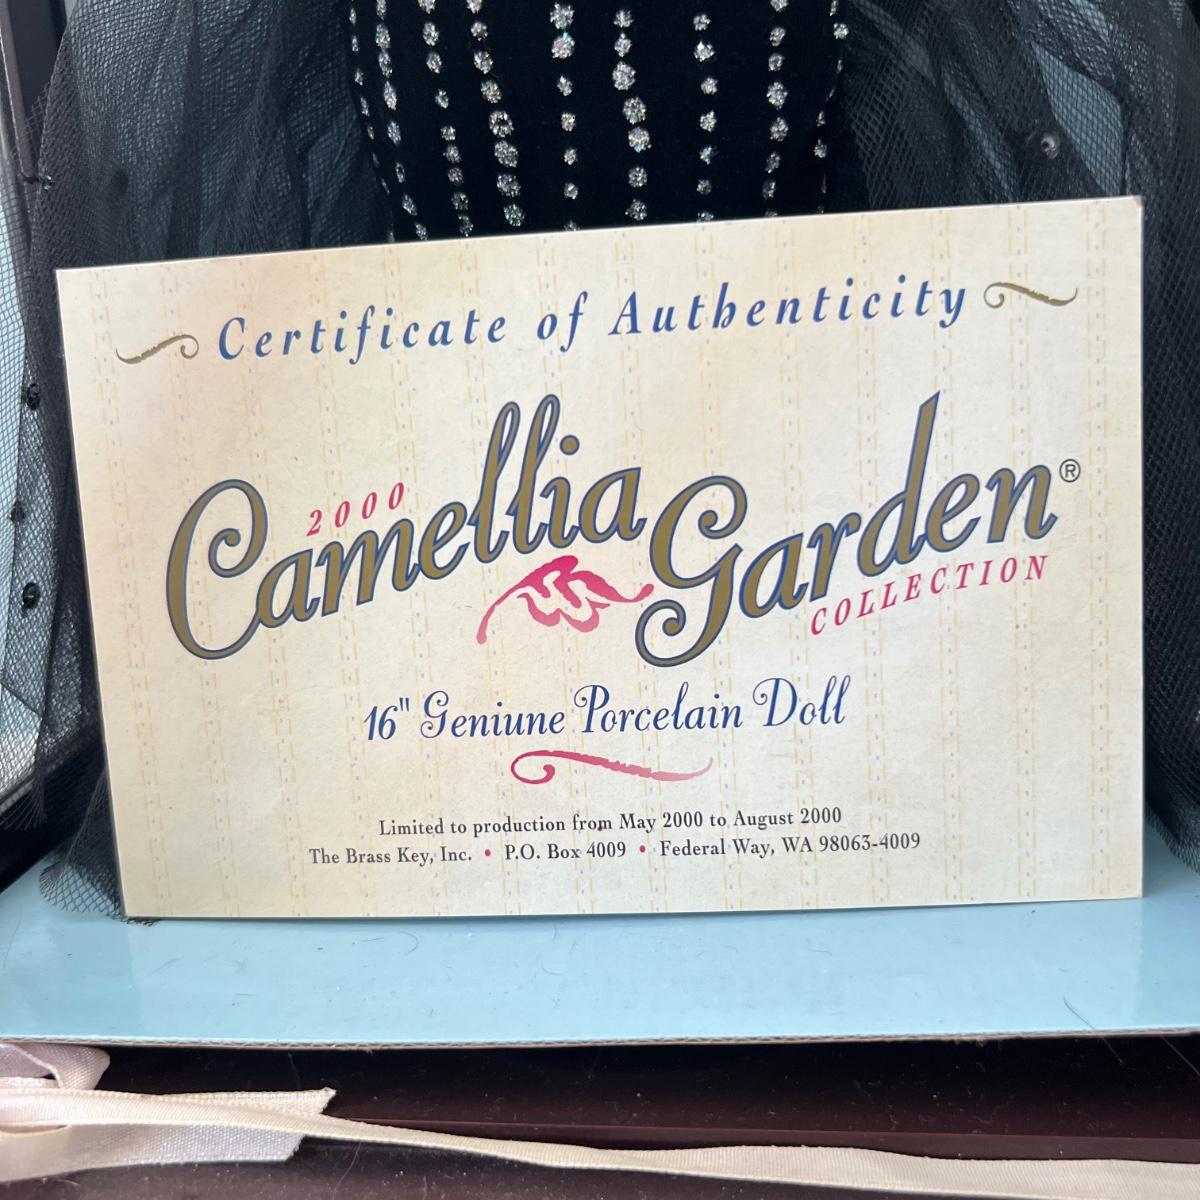 Certificate of Authenticity
2000
Camellia Garden®
COLLECTION
16" Geniune Porcelain Doll
Limited to production from May 2000 to August 2000
The Brass Key, Inc. • P.O. Box 4009 • Federal Way, WA 98063-4009